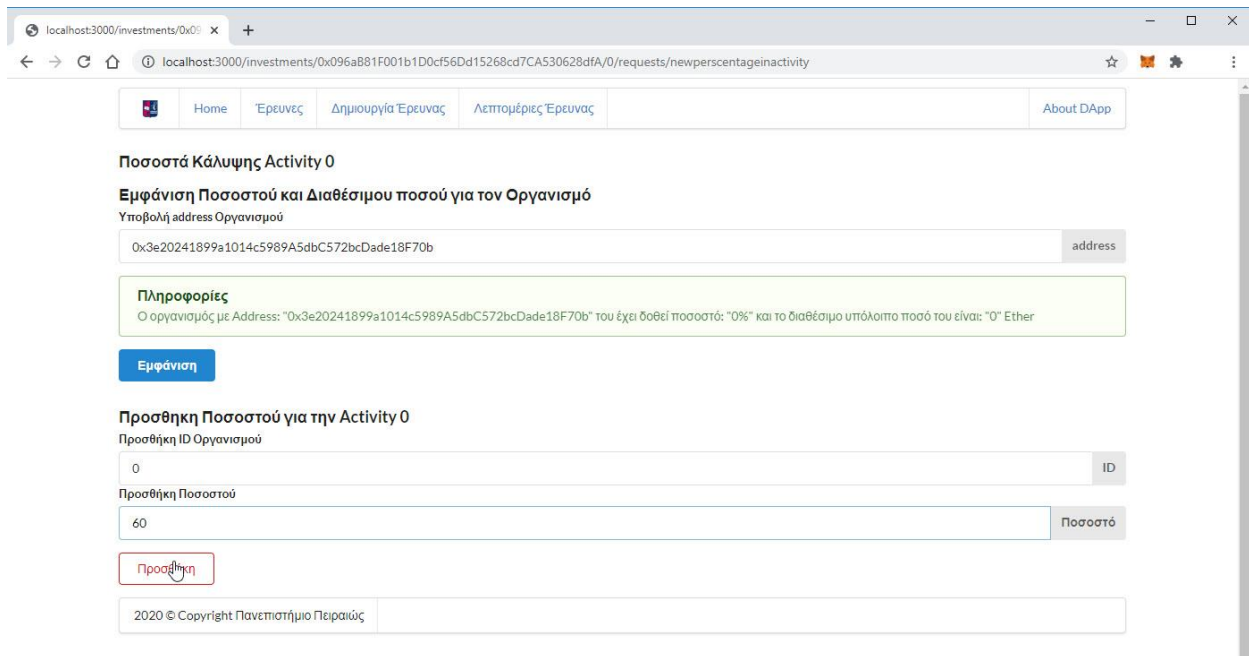 localhost:3000/investments/0x09
localhost:3000/investments/0x096aB81F001b1D0cf56Dd15268cd7CA530628dfA/0/requests/newperscentageinactivity
Home Έρευνες Δημιουργία Έρευνας Λεπτομέριες Έρευνας About DApp
Ποσοστά Κάλυψης Activity 0
Εμφάνιση Ποσοστού και Διαθέσιμου ποσού για τον Οργανισμό
Υποβολή address Οργανισμού
0x3e20241899a1014c5989A5dbC572bcDade18F70b address
Πληροφορίες
Ο οργανισμός με Address: "0x3e20241899a1014c5989A5dbC572bcDade18F70b" του έχει δοθεί ποσοστό: "0%" και το διαθέσιμο υπόλοιπο ποσό του είναι: "0" Ether
Εμφάνιση
Προσθηκη Ποσοστού για την Activity 0
Προσθήκη ID Οργανισμού
0 ID
Προσθήκη Ποσοστού
60 Ποσοστό
Προσθήκη
2020 © Copyright Πανεπιστήμιο Πειραιώς